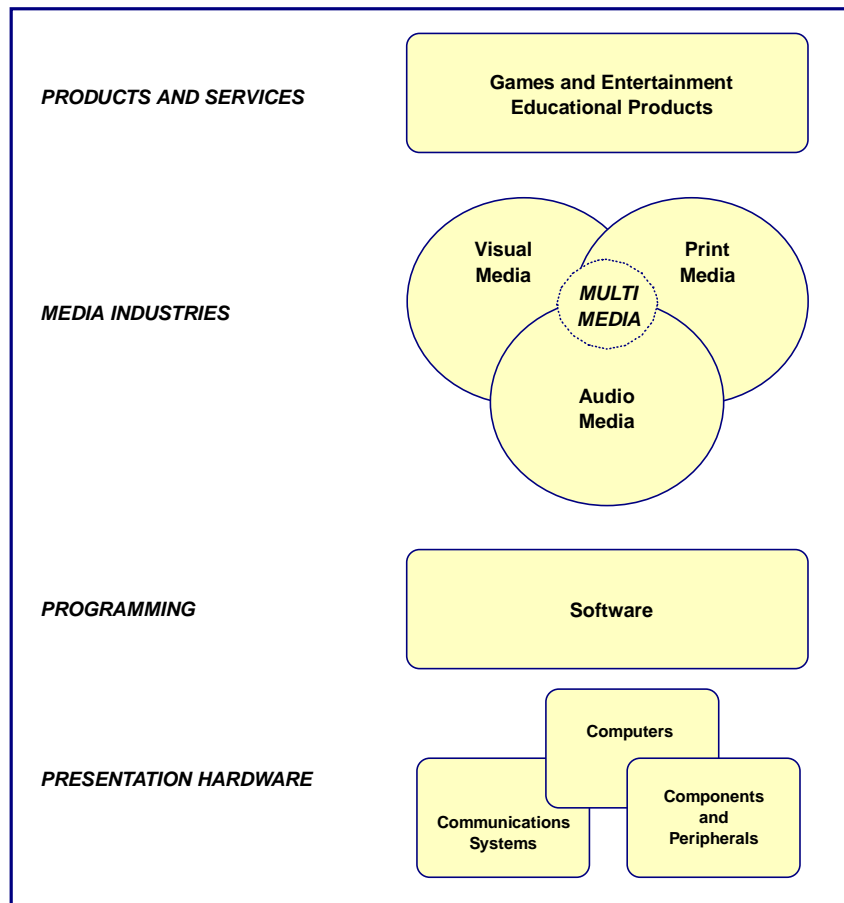 PRODUCTS AND SERVICES
Games and Entertainment
Educational Products
MEDIA INDUSTRIES
Visual
Media
Print
Media
MULTI
MEDIA
Audio
Media
PROGRAMMING
Software
PRESENTATION HARDWARE
Computers
Communications
Systems
Components
and
Peripherals